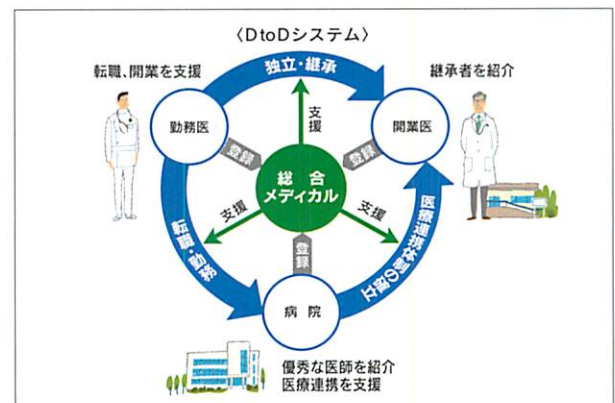 〈DtoDシステム〉
転職、開業を支援
独立・継承
継承者を紹介
勤務医
支援
開業医
登録
登録
総合
メディカル
支援
支援
転職・勤務
登録
医療連携体制の確立
病院
優秀な医師を紹介
医療連携を支援